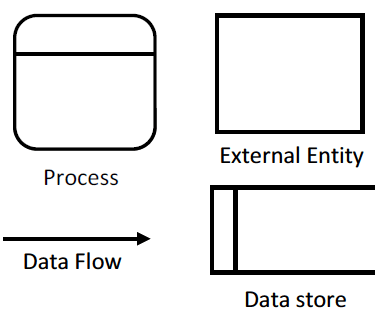 Process
External Entity
Data Flow
Data store